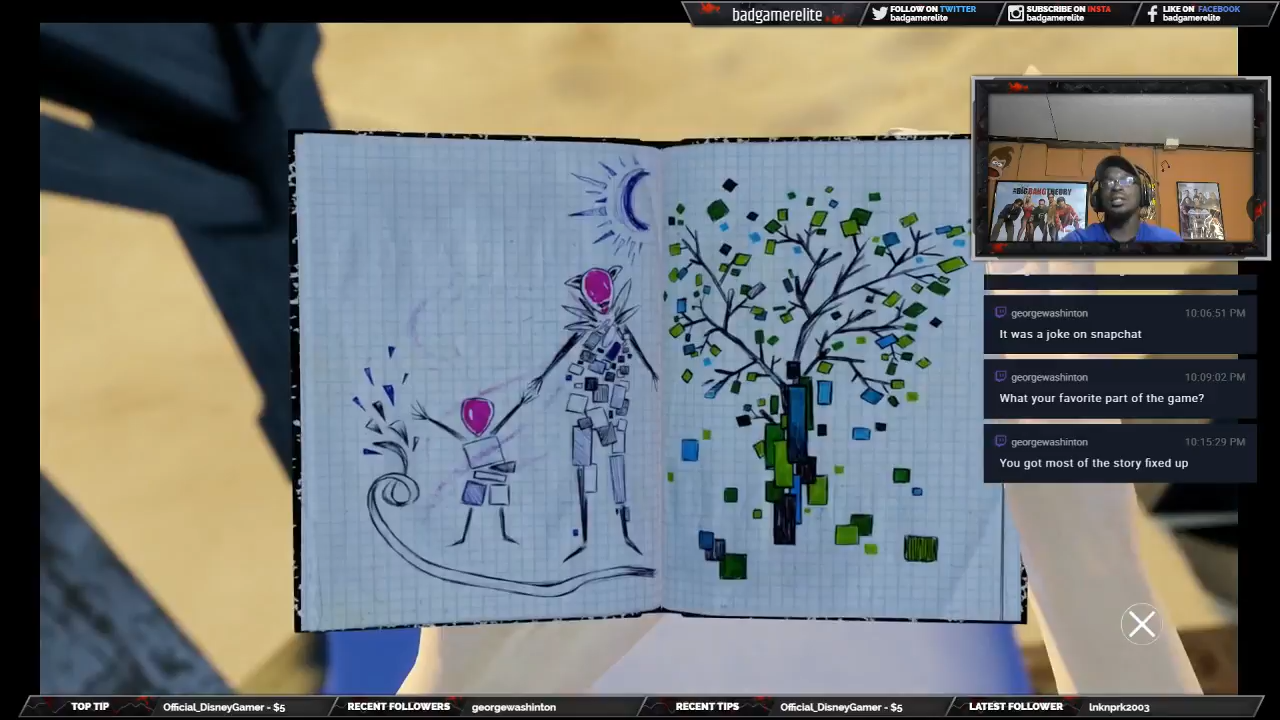 badgamerelite
FOLLOW ON TWITTER
badgamerelite
SUBSCRIBE ON INSTA
badgamerelite
LIKE ON FACEBOOK
badgamerelite
#BIGBANGTHEORY
georgewashinton 10:06:51 PM
It was a joke on snapchat
georgewashinton 10:09:02 PM
What your favorite part of the game?
georgewashinton 10:15:29 PM
You got most of the story fixed up
TOP TIP Official_DisneyGamer - $5 RECENT FOLLOWERS georgewashinton RECENT TIPS Official_DisneyGamer - $5 LATEST FOLLOWER lnknprk2003